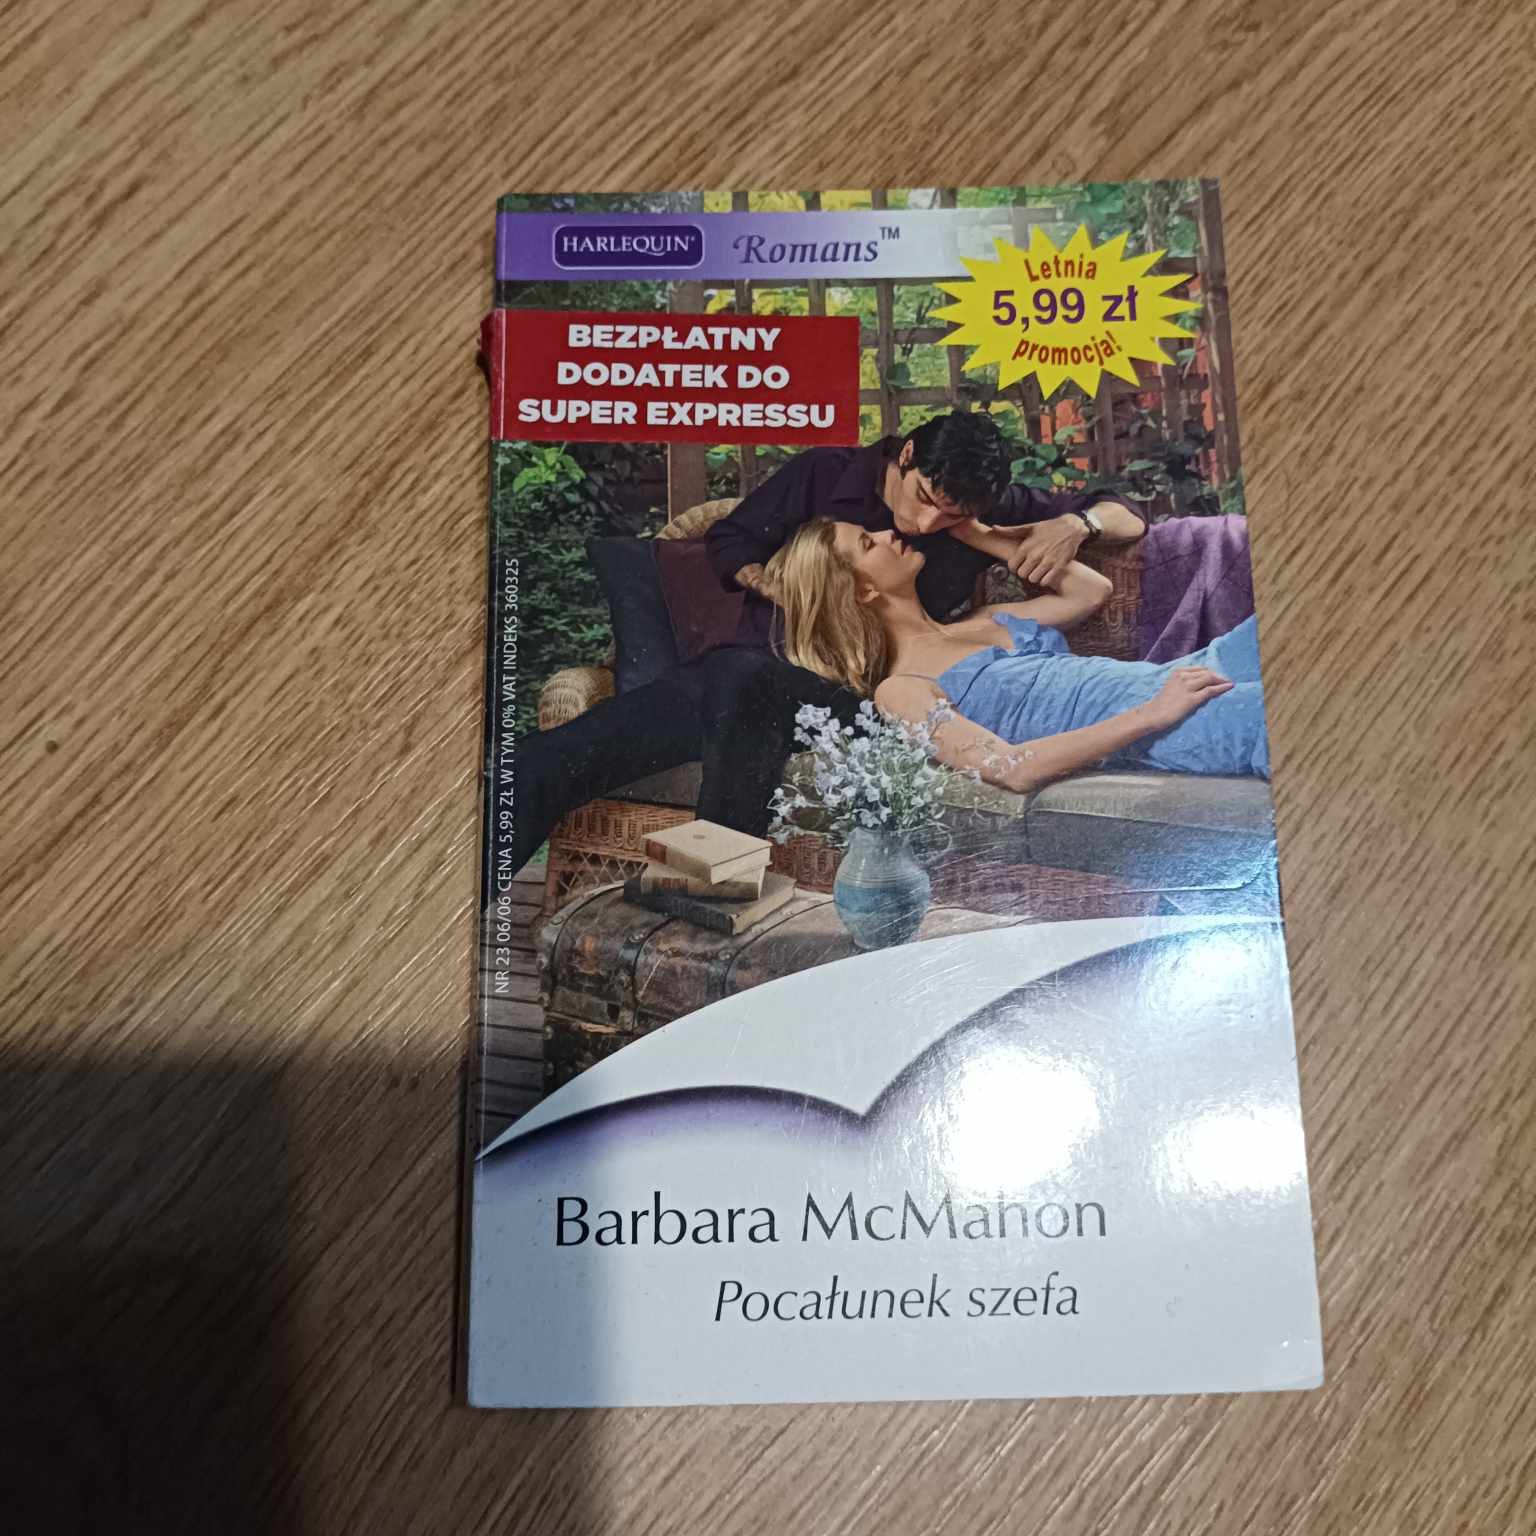 HARLEQUIN® Romans™
Letnia
5,99 zł
promocja!
BEZPŁATNY
DODATEK DO
SUPER EXPRESSU
NR 23 06/06 CENA 5,99 ZŁ W TYM 0% VAT INDEKS 360325
Barbara McMahon
Pocałunek szefa